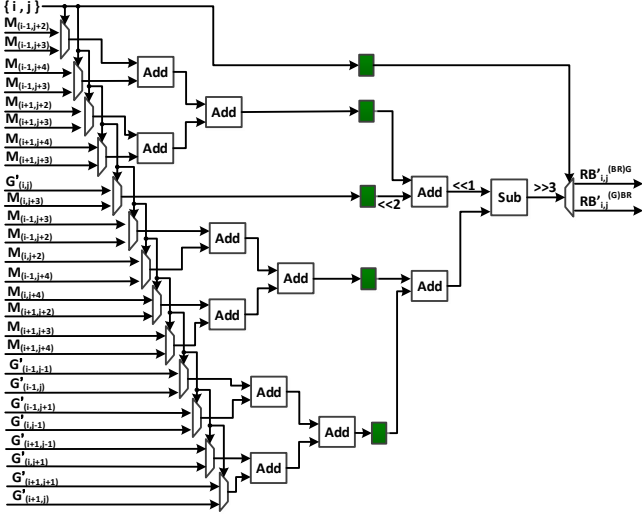 { i , j }
M(i-1,j+2)
M(i-1,j+3)
M(i-1,j+4)
M(i-1,j+3)
M(i+1,j+2)
M(i+1,j+3)
M(i+1,j+4)
M(i+1,j+3)
G'(i,j)
M(i,j+3)
M(i-1,j+3)
M(i-1,j+2)
M(i,j+2)
M(i-1,j+4)
M(i,j+4)
M(i+1,j+2)
M(i+1,j+3)
M(i+1,j+4)
G'(i-1,j-1)
G'(i-1,j)
G'(i-1,j+1)
G'(i,j-1)
G'(i+1,j-1)
G'(i,j+1)
G'(i+1,j+1)
G'(i+1,j)
Add
Add
Add
Add
Add
Add
Add
Add
Add
Add
Add
<<2
<<1
Sub
>>3
RB'i,j(BR)G
RB'i,j(G)BR